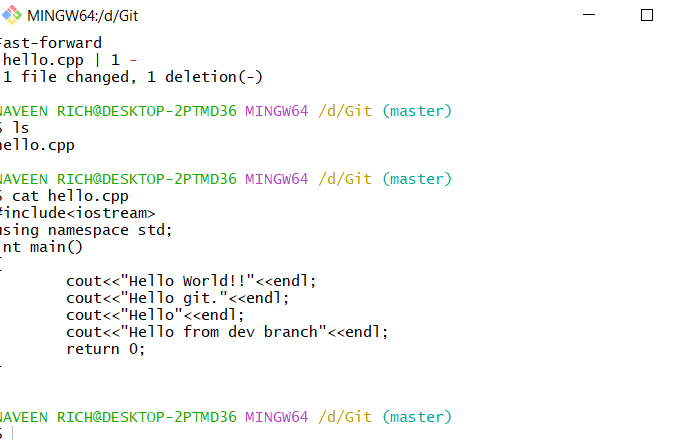 MINGW64:/d/Git
Fast-forward
hello.cpp | 1 -
1 file changed, 1 deletion(-)
NAVEEN RICH@DESKTOP-2PTMD36 MINGW64 /d/Git (master)
$ ls
hello.cpp
NAVEEN RICH@DESKTOP-2PTMD36 MINGW64 /d/Git (master)
$ cat hello.cpp
#include<iostream>
using namespace std;
int main()
{
cout<<"Hello World!!"<<endl;
cout<<"Hello git."<<endl;
cout<<"Hello"<<endl;
cout<<"Hello from dev branch"<<endl;
return 0;
}
NAVEEN RICH@DESKTOP-2PTMD36 MINGW64 /d/Git (master)
$